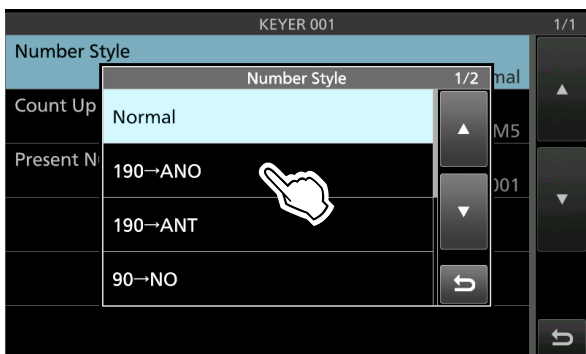 KEYER 001 1/1
Number Style
Number Style 1/2
mal
Count Up
Normal
M5
Present N
190→ANO
001
190→ANT
90→NO